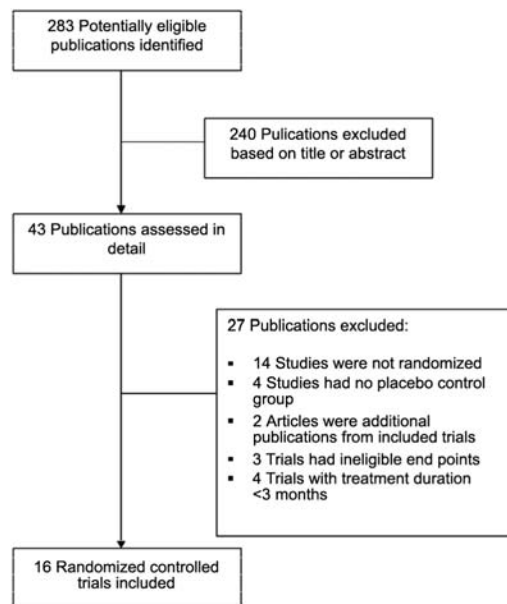 283 Potentially eligible
publications identified
240 Pulications excluded
based on title or abstract
43 Publications assessed in
detail
27 Publications excluded:
▪ 14 Studies were not randomized
▪ 4 Studies had no placebo control
group
▪ 2 Articles were additional
publications from included trials
▪ 3 Trials had ineligible end points
▪ 4 Trials with treatment duration
<3 months
16 Randomized controlled
trials included